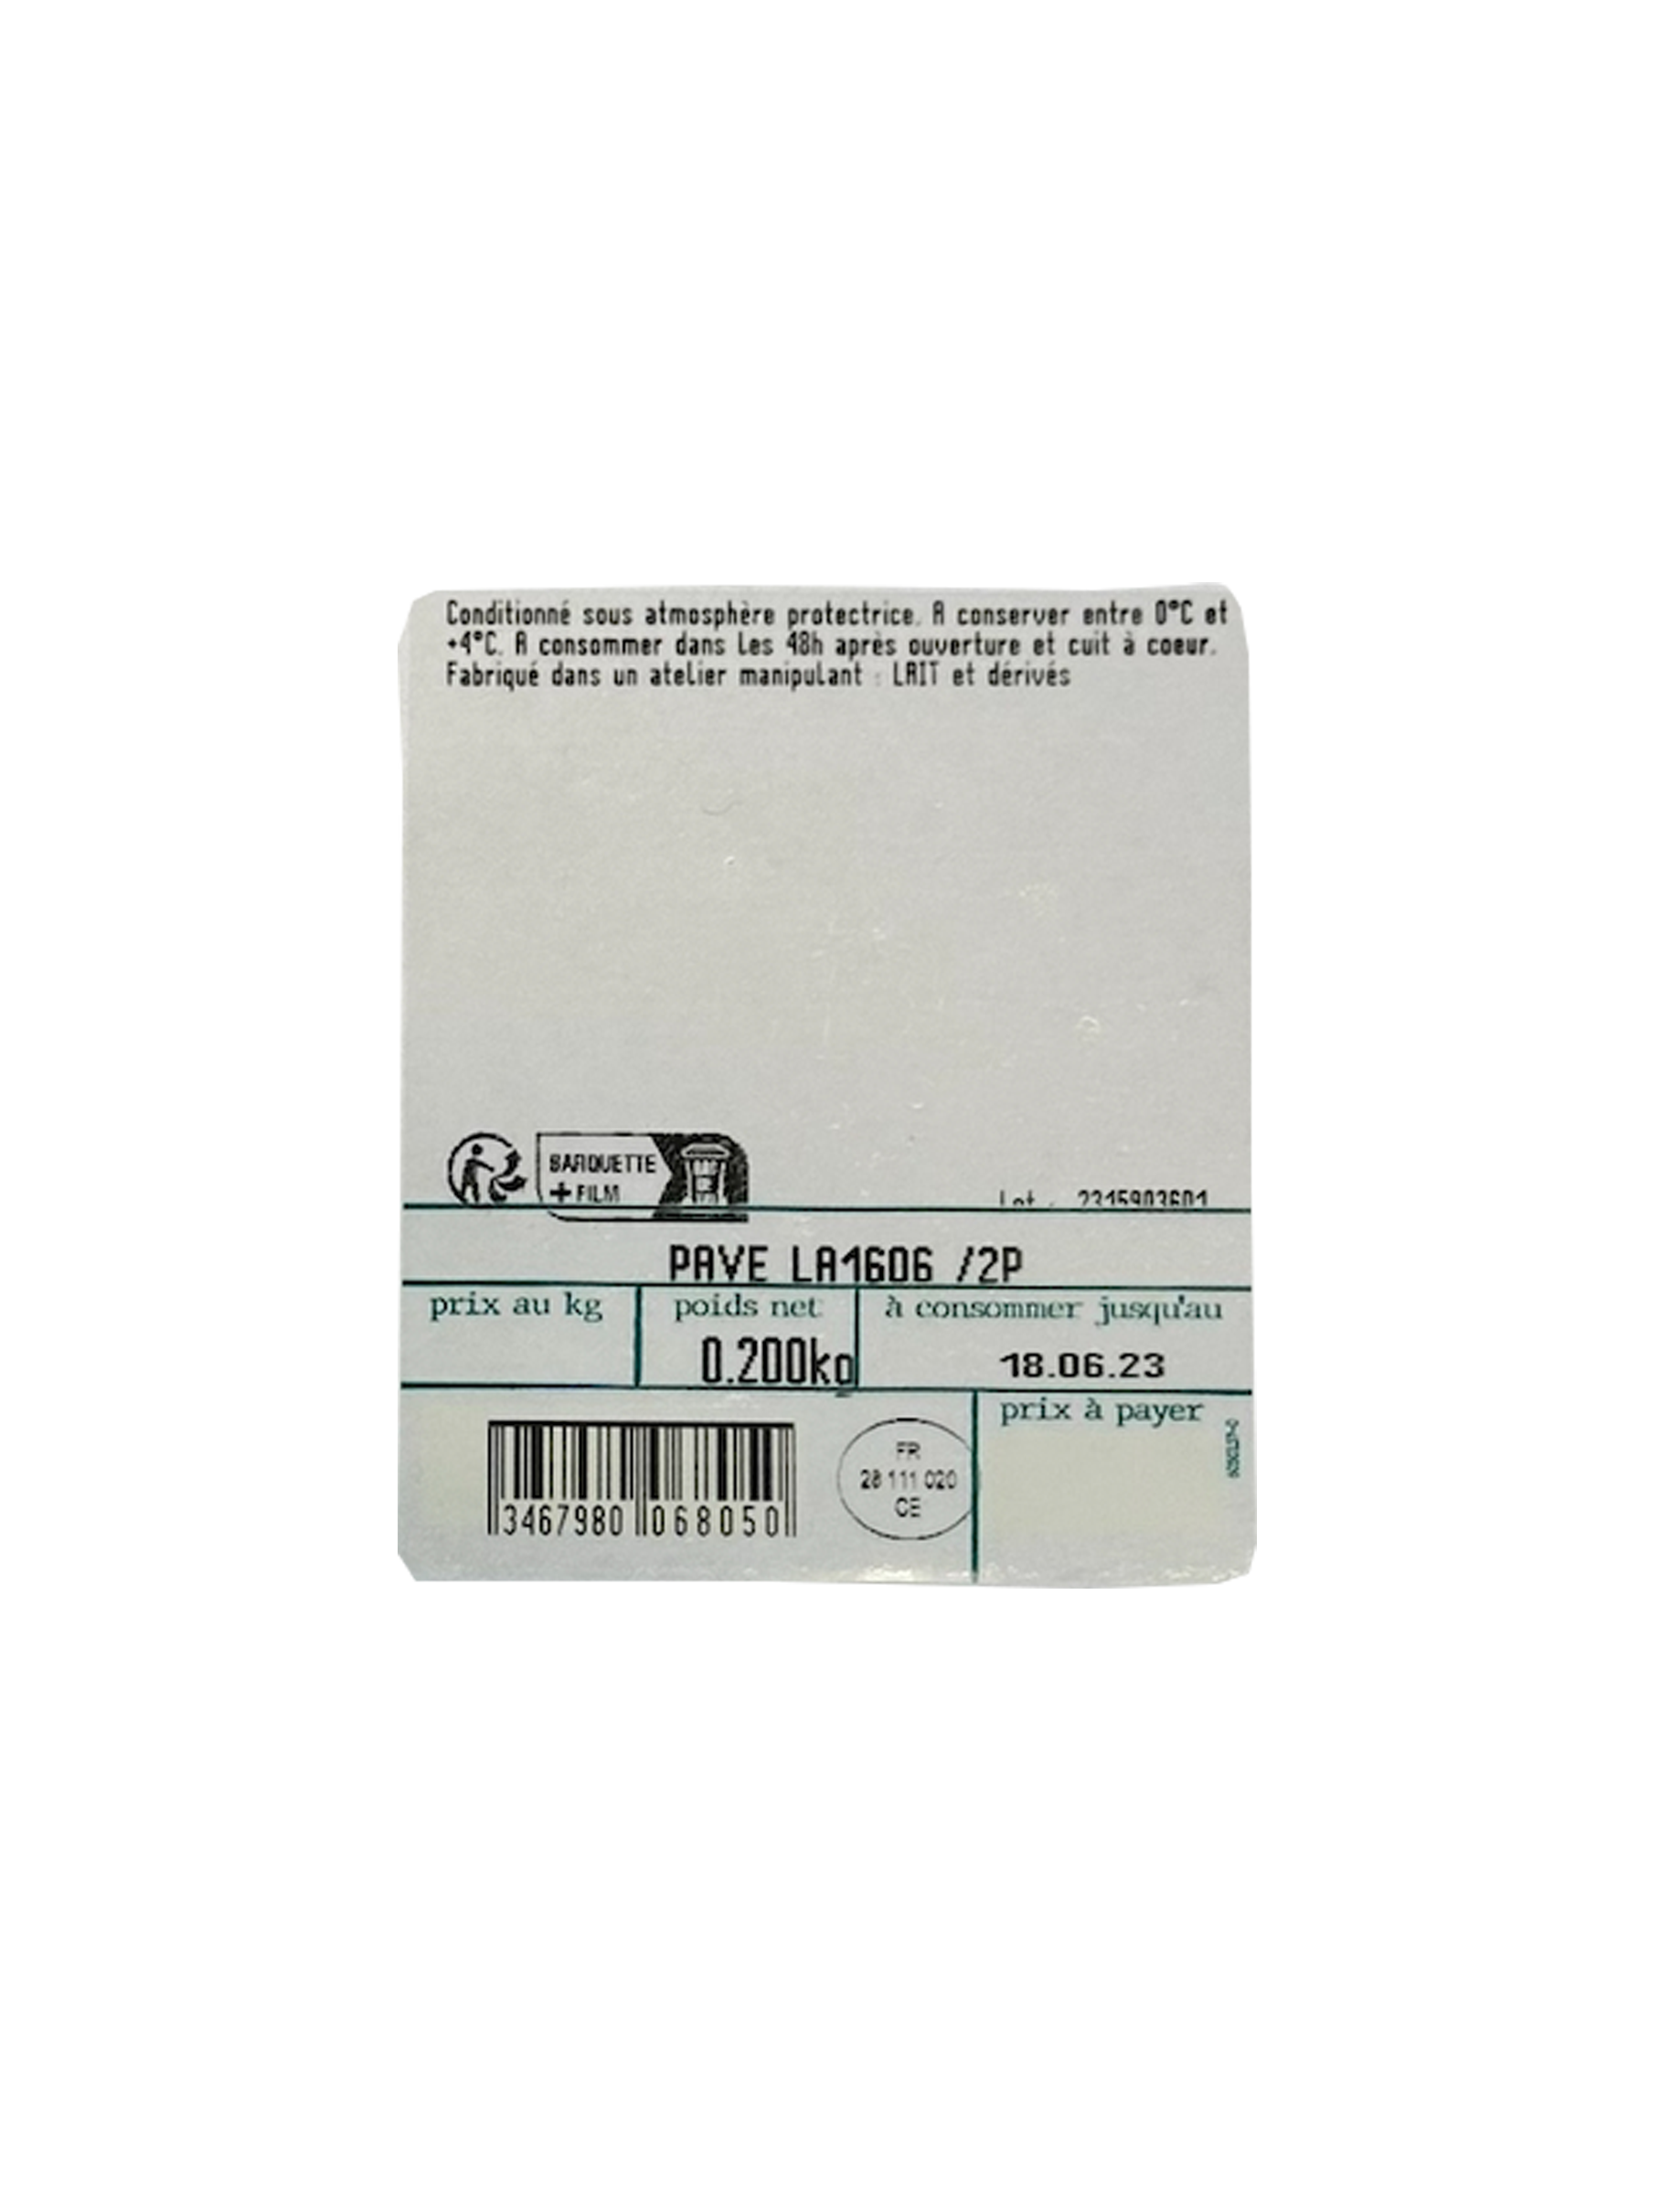 Conditionné sous atmosphère protectrice. A conserver entre 0°C et
+4°C. A consommer dans les 48h après ouverture et cuit à coeur.
Fabriqué dans un atelier manipulant : LAIT et dérivés
BARQUETTE
+ FILM
Lot : 2315903601
PAVE LA1606 /2P
prix au kg
poids net
à consommer jusqu'au
0.200kg
18.06.23
prix à payer
3467980 068050
FR
28 111 020
CE